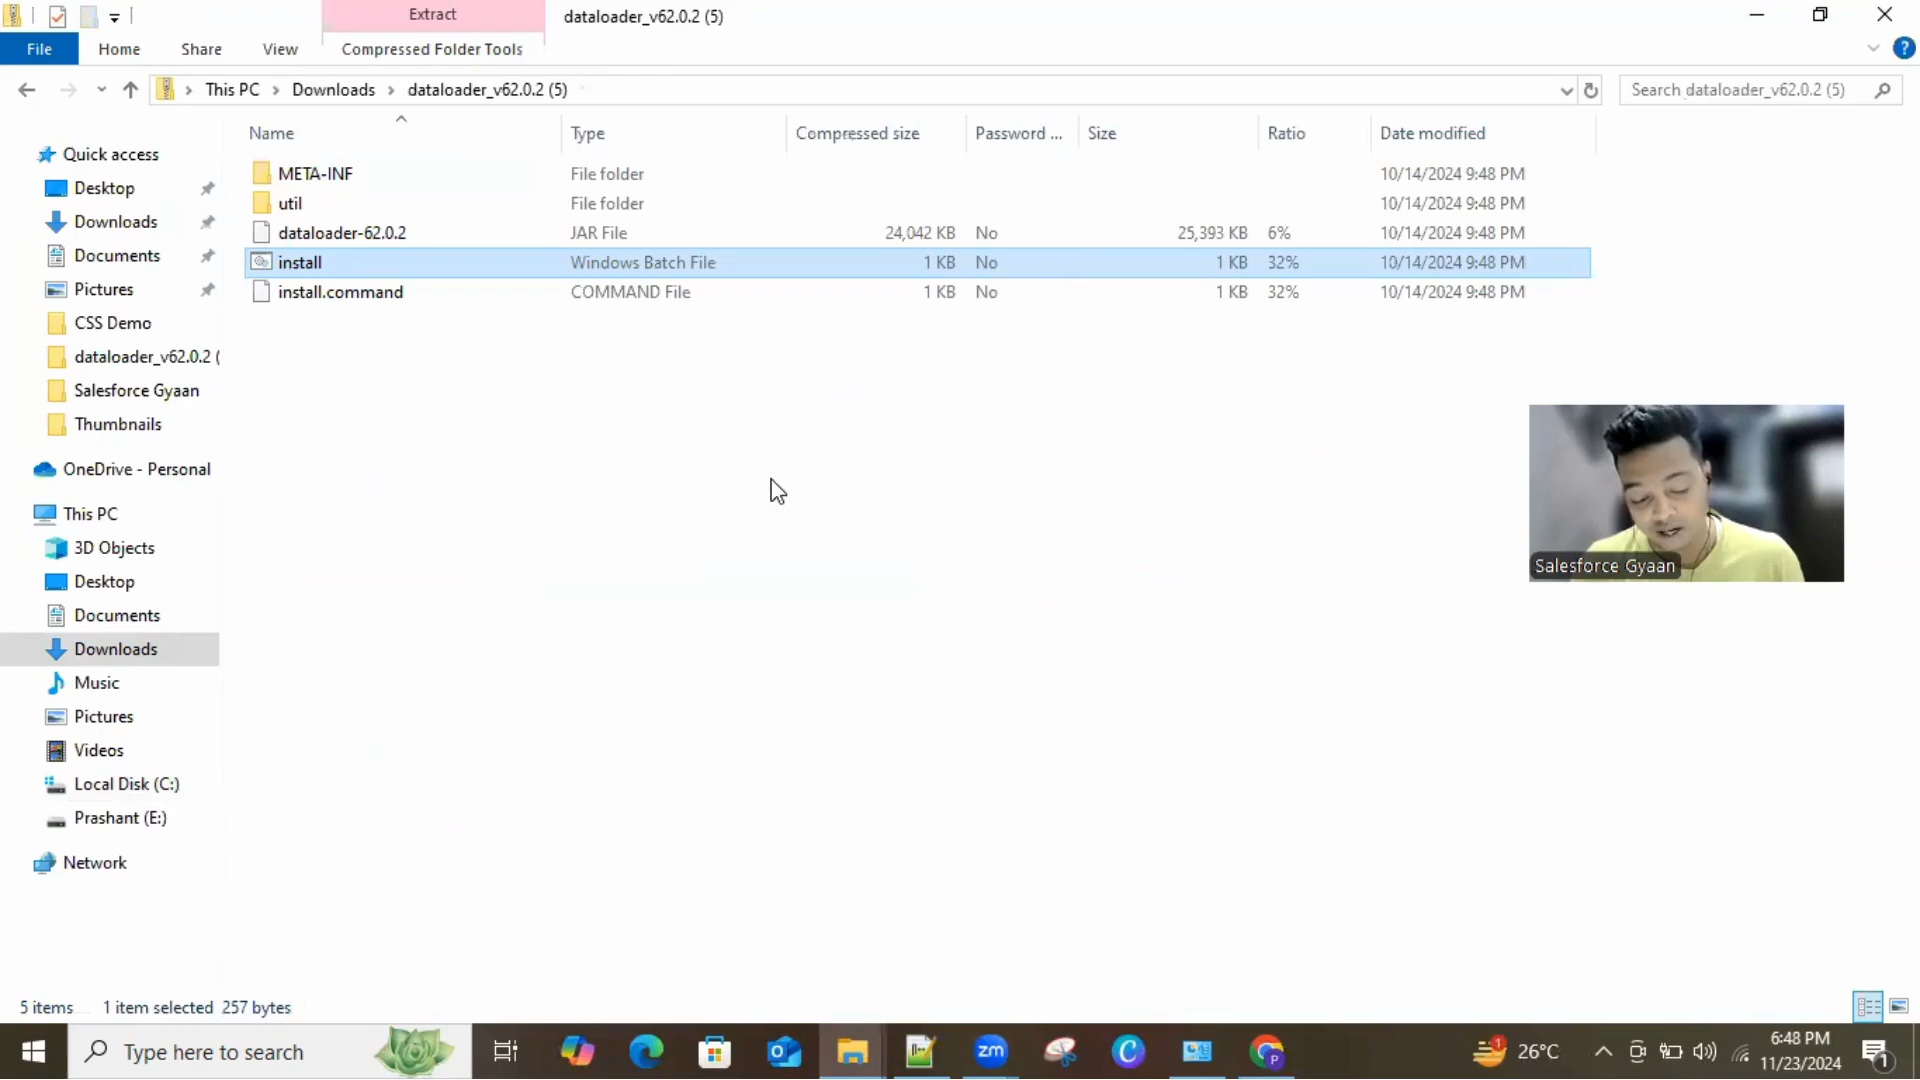 Extract
dataloader_v62.0.2 (5)
File
Home
Share
View
Compressed Folder Tools
This PC
Downloads
dataloader_v62.0.2 (5)
Search dataloader_v62.0.2 (5)
Name
Type
Compressed size
Password ...
Size
Ratio
Date modified
META-INF
File folder
10/14/2024 9:48 PM
util
File folder
10/14/2024 9:48 PM
dataloader-62.0.2
JAR File
24,042 KB
No
25,393 KB
6%
10/14/2024 9:48 PM
install
Windows Batch File
1 KB
No
1 KB
32%
10/14/2024 9:48 PM
install.command
COMMAND File
1 KB
No
1 KB
32%
10/14/2024 9:48 PM
Quick access
Desktop
Downloads
Documents
Pictures
CSS Demo
dataloader_v62.0.2 (
Salesforce Gyaan
Thumbnails
OneDrive - Personal
This PC
3D Objects
Desktop
Documents
Downloads
Music
Pictures
Videos
Local Disk (C:)
Prashant (E:)
Network
Salesforce Gyaan
5 items
1 item selected 257 bytes
Type here to search
zm
26°C
6:48 PM
11/23/2024